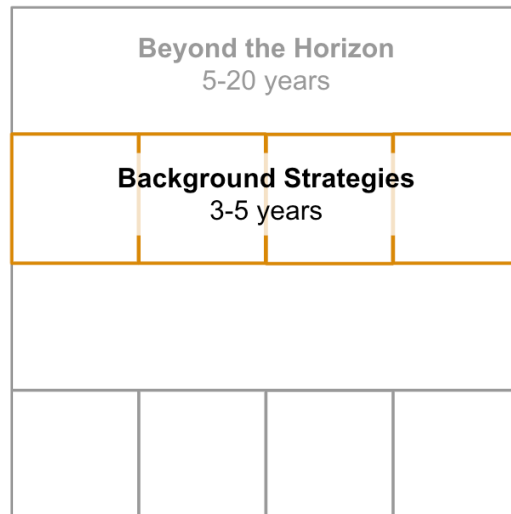 Beyond the Horizon
5-20 years
Background Strategies
3-5 years